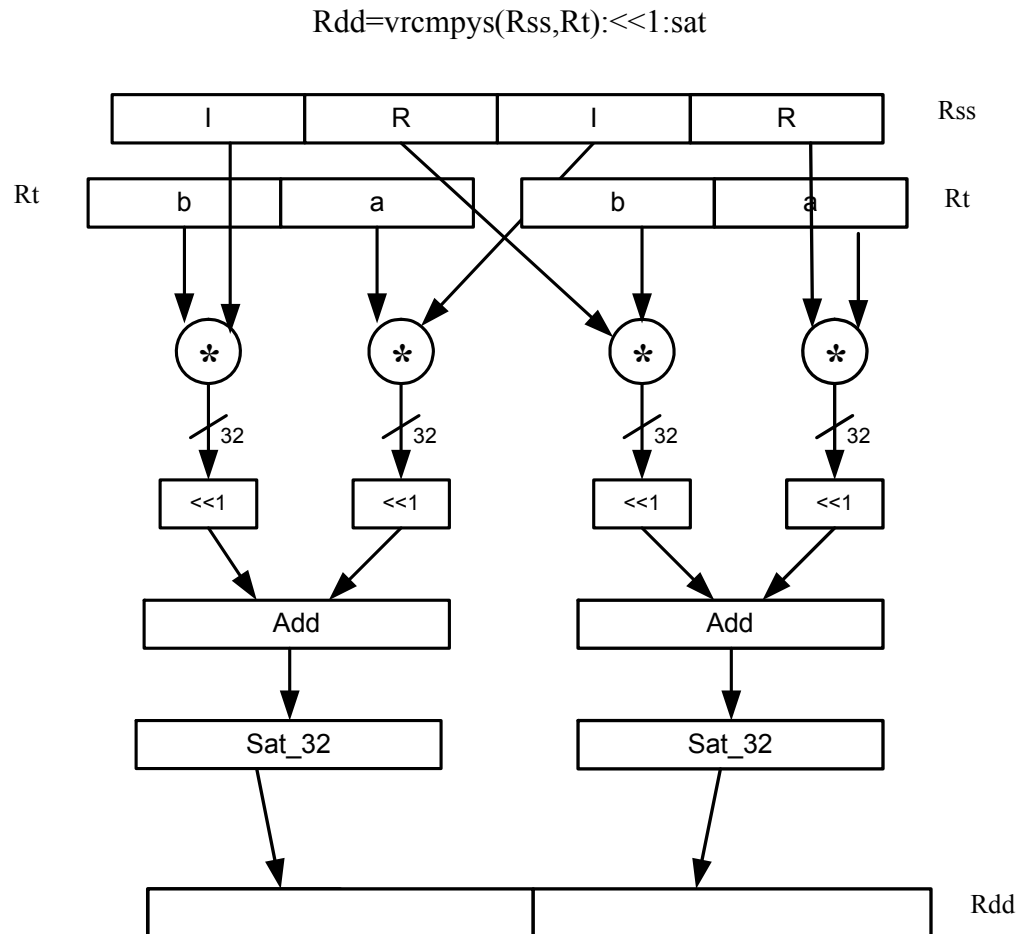 Rdd=vrcmpys(Rss,Rt):<<1:sat
I R I R Rss
Rt b a b a Rt
* * * *
32 32 32 32
<<1 <<1 <<1 <<1
Add Add
Sat_32 Sat_32
Rdd